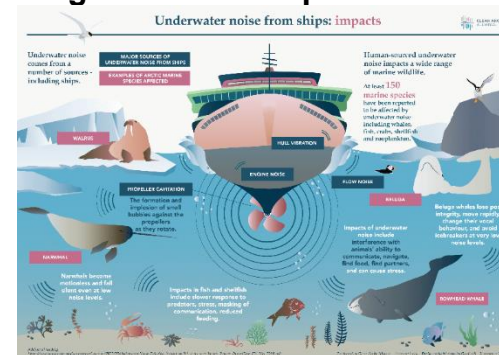 Underwater noise from ships: impacts
Underwater noise
comes from a
number of sources -
including ships.
MAJOR SOURCES OF
UNDERWATER NOISE FROM SHIPS
EXAMPLES OF ARCTIC MARINE
SPECIES AFFECTED
Human-sourced underwater
noise impacts a wide range
of marine wildlife.
At least 150
marine species
have been reported
to be affected by
underwater noise
including whales,
fish, crabs, shellfish
and zooplankton.
WALRUS
HULL VIBRATION
ENGINE NOISE
PROPELLER CAVITATION
The formation and
implosion of small
bubbles against the
propellers
as they rotate.
FLOW NOISE
BELUGA
Beluga whales lose pod
integrity, move rapidly,
change their vocal
behaviour, and avoid
icebreakers at very low
noise levels.
NARWHAL
Narwhals become
motionless and fall
silent even at low
noise levels.
Impacts of underwater
noise include
interference with
animals' ability to
communicate, navigate,
find food, find partners,
and can cause stress.
Impacts in fish and shellfish
include slower response to
predators, stress, masking of
communication, reduced
feeding.
BOWHEAD WHALE